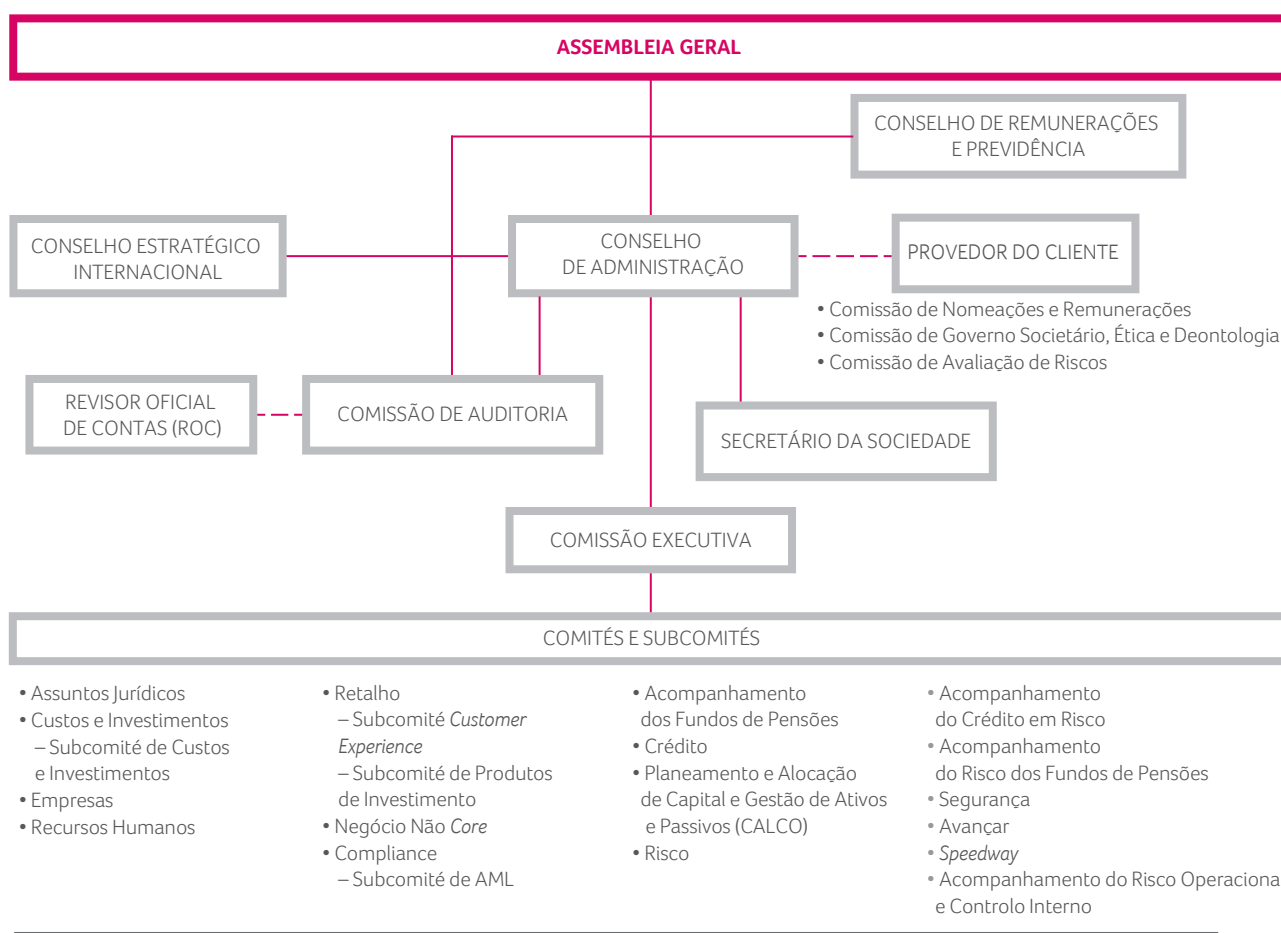 ASSEMBLEIA GERAL
CONSELHO DE REMUNERAÇÕES
E PREVIDÊNCIA
CONSELHO ESTRATÉGICO
INTERNACIONAL
CONSELHO
DE ADMINISTRAÇÃO
PROVEDOR DO CLIENTE
• Comissão de Nomeações e Remunerações
• Comissão de Governo Societário, Ética e Deontologia
• Comissão de Avaliação de Riscos
REVISOR OFICIAL
DE CONTAS (ROC)
COMISSÃO DE AUDITORIA
SECRETÁRIO DA SOCIEDADE
COMISSÃO EXECUTIVA
COMITÉS E SUBCOMITÉS
• Assuntos Jurídicos
• Custos e Investimentos
– Subcomité de Custos
e Investimentos
• Empresas
• Recursos Humanos
• Retalho
– Subcomité Customer
Experience
– Subcomité de Produtos
de Investimento
• Negócio Não Core
• Compliance
– Subcomité de AML
• Acompanhamento
dos Fundos de Pensões
• Crédito
• Planeamento e Alocação
de Capital e Gestão de Ativos
e Passivos (CALCO)
• Risco
• Acompanhamento
do Crédito em Risco
• Acompanhamento
do Risco dos Fundos de Pensões
• Segurança
• Avançar
• Speedway
• Acompanhamento do Risco Operaciona
e Controlo Interno